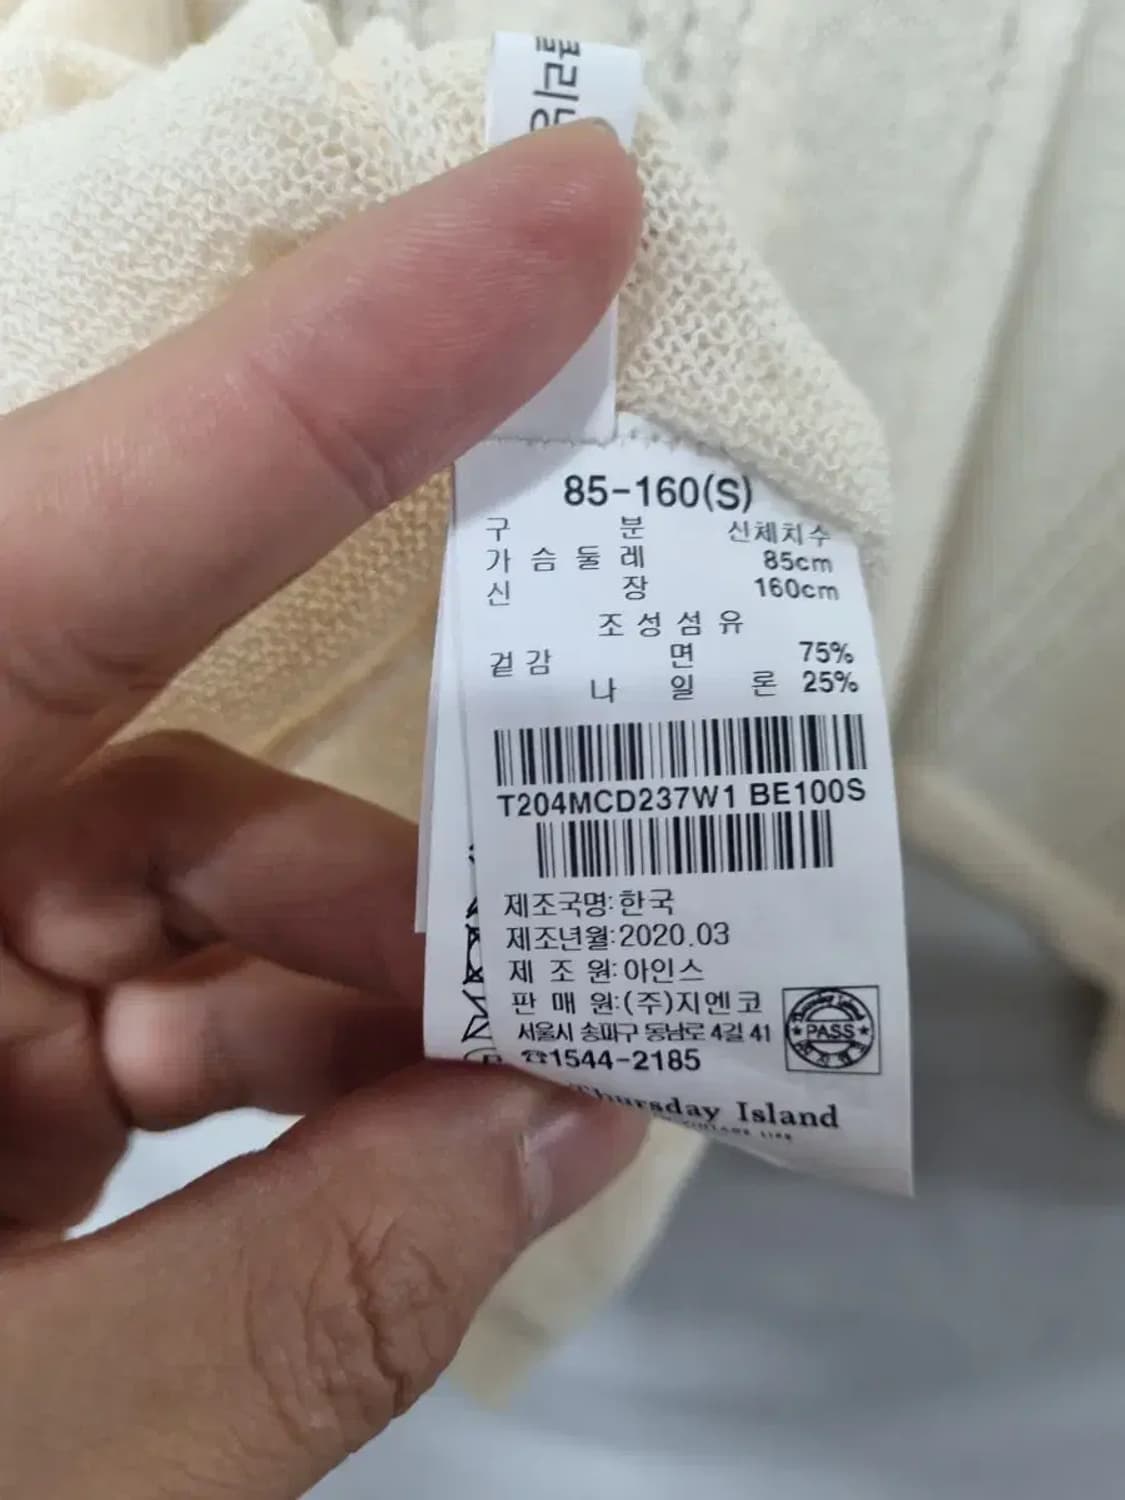 85-160(S)
구 분 신체치수
가 슴 둘 레 85cm
신 장 160cm
조 성 섬 유
겉 감 면 75%
나 일 론 25%
T204MCD237W1 BE100S
제조국명:한국
제조년월:2020.03
제 조 원:아인스
판 매 원:(주)지엔코
서울시 송파구 동남로 4길 41
☎1544-2185
PASS
Thursday Island